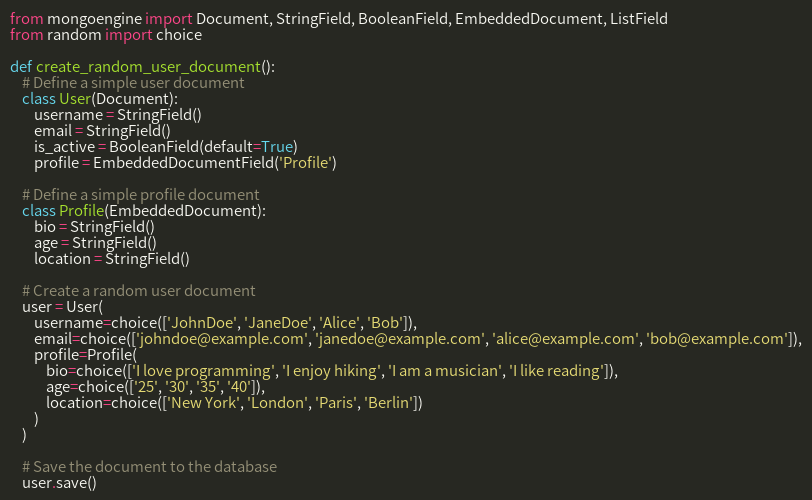 from mongoengine import Document, StringField, BooleanField, EmbeddedDocument, ListField
from random import choice

def create_random_user_document():
    # Define a simple user document
    class User(Document):
        username = StringField()
        email = StringField()
        is_active = BooleanField(default=True)
        profile = EmbeddedDocumentField('Profile')

    # Define a simple profile document
    class Profile(EmbeddedDocument):
        bio = StringField()
        age = StringField()
        location = StringField()

    # Create a random user document
    user = User(
        username=choice(['JohnDoe', 'JaneDoe', 'Alice', 'Bob']),
        email=choice(['johndoe@example.com', 'janedoe@example.com', 'alice@example.com', 'bob@example.com']),
        profile=Profile(
            bio=choice(['I love programming', 'I enjoy hiking', 'I am a musician', 'I like reading']),
            age=choice(['25', '30', '35', '40']),
            location=choice(['New York', 'London', 'Paris', 'Berlin'])
        )
    )

    # Save the document to the database
    user.save()